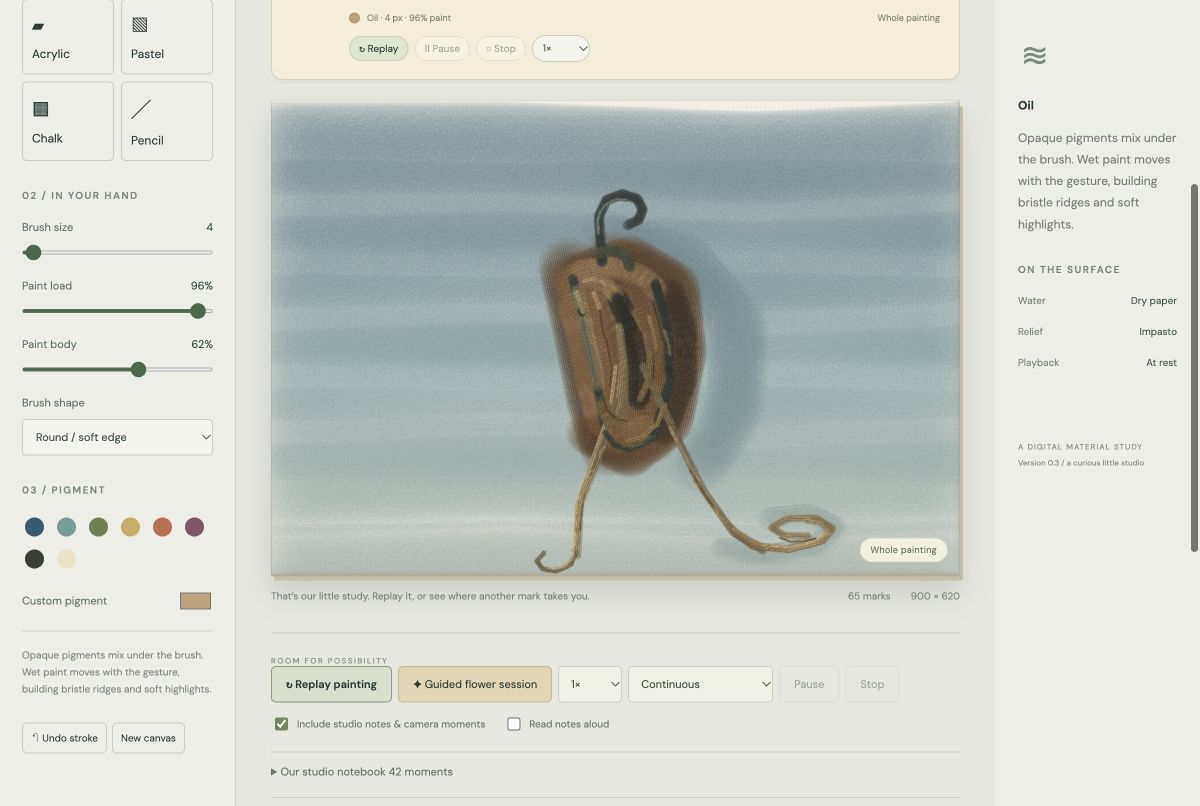 Acrylic
Pastel
Chalk
Pencil
02 / IN YOUR HAND
Brush size 4
Paint load 96%
Paint body 62%
Brush shape
Round / soft edge
03 / PIGMENT
Custom pigment
Opaque pigments mix under the brush.
Wet paint moves with the gesture,
building bristle ridges and soft highlights.
Undo stroke
New canvas
Oil · 4 px · 96% paint
Whole painting
↻ Replay
II Pause
Stop
1×
Whole painting
That's our little study. Replay it, or see where another mark takes you.
65 marks
900 × 620
ROOM FOR POSSIBILITY
↻ Replay painting
✦ Guided flower session
1×
Continuous
Pause
Stop
Include studio notes & camera moments
Read notes aloud
Our studio notebook 42 moments
Oil
Opaque pigments mix under
the brush. Wet paint moves
with the gesture, building
bristle ridges and soft
highlights.
ON THE SURFACE
Water Dry paper
Relief Impasto
Playback At rest
A DIGITAL MATERIAL STUDY
Version 0.3 / a curious little studio